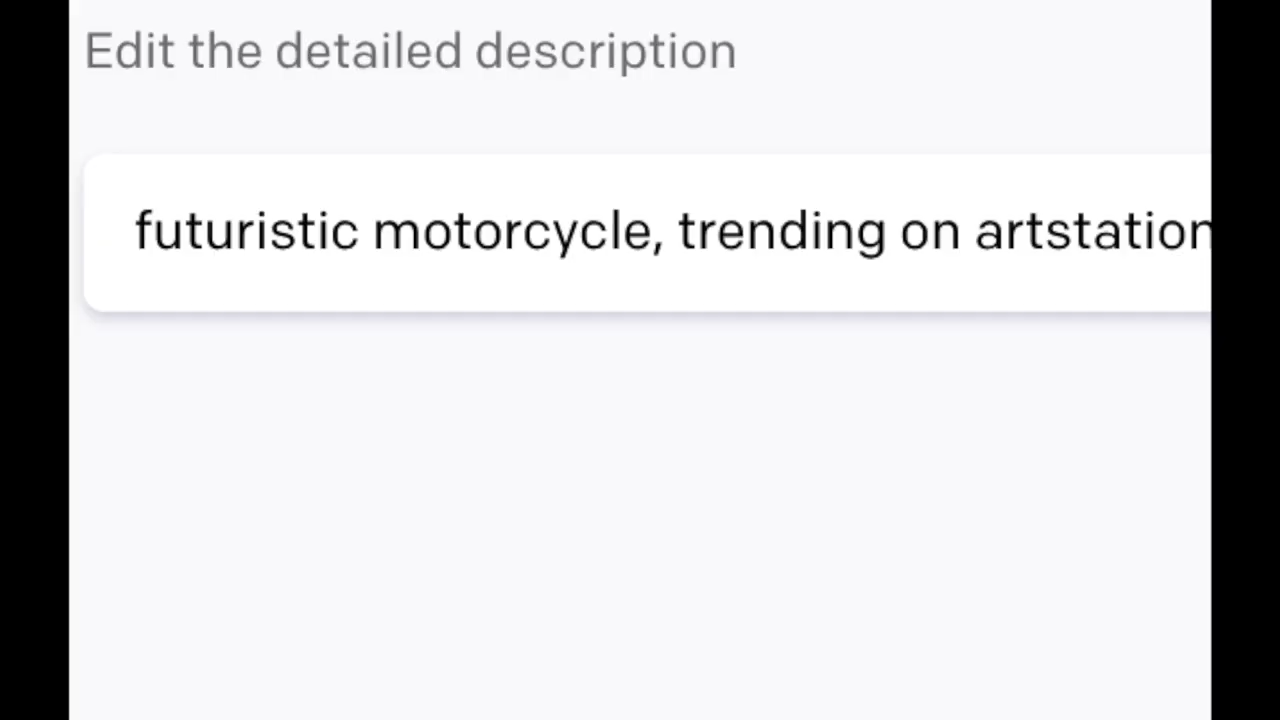 Edit the detailed description
futuristic motorcycle, trending on artstation